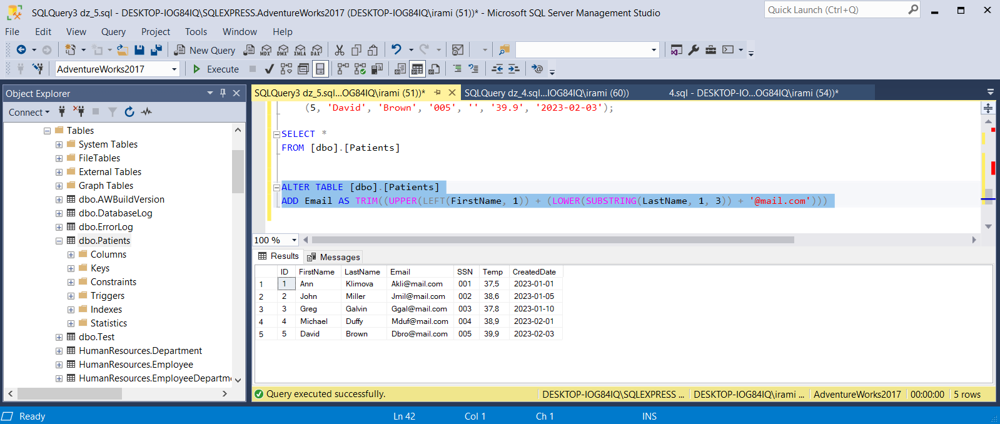 SQLQuery3 dz_5.sql - DESKTOP-IOG84IQ\SQLEXPRESS.AdventureWorks2017 (DESKTOP-IOG84IQ\irami (51))* - Microsoft SQL Server Management Studio
Quick Launch (Ctrl+Q)
File Edit View Query Project Tools Window Help
New Query MDX DMX XMLA DAX
AdventureWorks2017 Execute
Object Explorer
SQLQuery3 dz_5.sql...OG84IQ\irami (51))* SQLQuery dz_4.sql...IOG84IQ\irami (60)) 4.sql - DESKTOP-IO...OG84IQ\irami (54))*
Connect
Tables
System Tables
FileTables
External Tables
Graph Tables
dbo.AWBuildVersion
dbo.DatabaseLog
dbo.ErrorLog
dbo.Patients
Columns
Keys
Constraints
Triggers
Indexes
Statistics
dbo.Test
HumanResources.Department
HumanResources.Employee
HumanResources.EmployeeDepartm
(5, 'David', 'Brown', '005', '', '39.9', '2023-02-03');
SELECT *
FROM [dbo].[Patients]
ALTER TABLE [dbo].[Patients]
ADD Email AS TRIM((UPPER(LEFT(FirstName, 1)) + (LOWER(SUBSTRING(LastName, 1, 3)) + '@mail.com')))
100 %
Results Messages
ID FirstName LastName Email SSN Temp CreatedDate
1 1 Ann Klimova Akli@mail.com 001 37,5 2023-01-01
2 2 John Miller Jmil@mail.com 002 38,6 2023-01-05
3 3 Greg Galvin Ggal@mail.com 003 37,8 2023-01-10
4 4 Michael Duffy Mduf@mail.com 004 38,9 2023-02-01
5 5 David Brown Dbro@mail.com 005 39,9 2023-02-03
Query executed successfully. DESKTOP-IOG84IQ\SQLEXPRESS ... DESKTOP-IOG84IQ\irami ... AdventureWorks2017 00:00:00 5 rows
Ready Ln 42 Col 1 Ch 1 INS